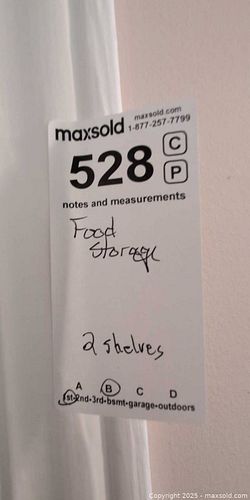 maxsold
maxsold.com
1-877-257-7799
528
C
P
notes and measurements
Food
Storage
2 shelves
A B C D
1st-2nd-3rd-bsmt-garage-outdoors
Copyright 2025 - maxsold.com